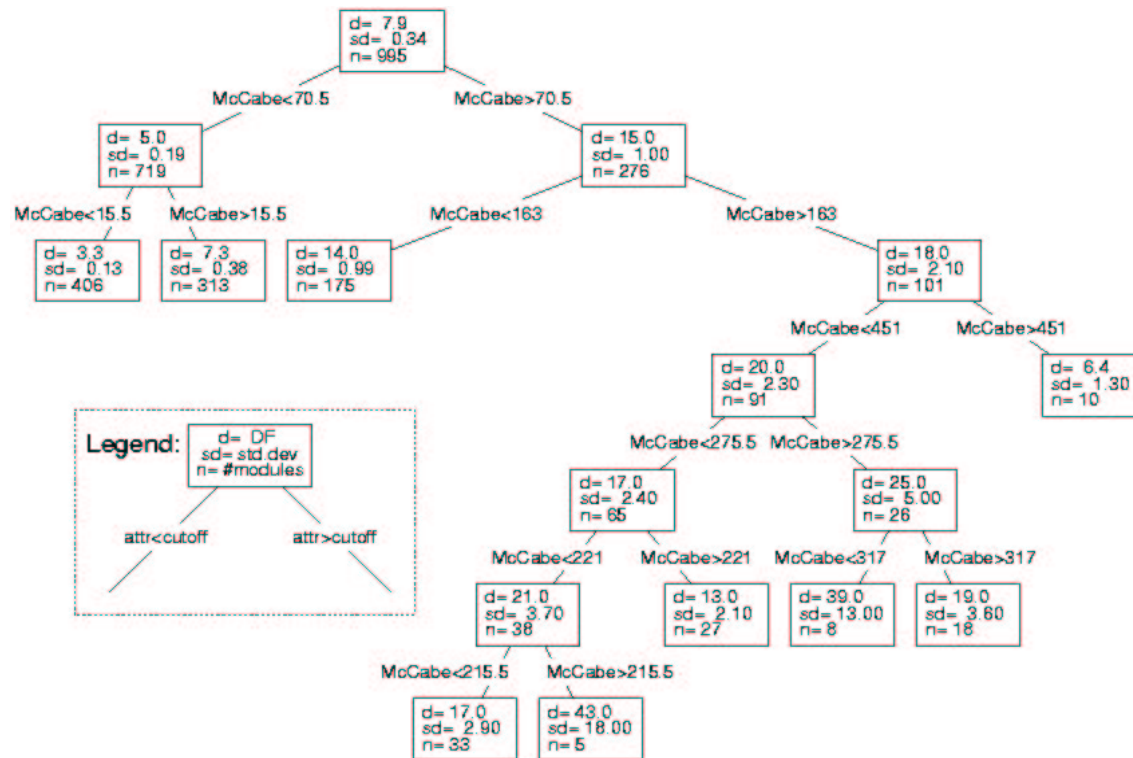 d= 7.9
sd= 0.34
n= 995
McCabe<70.5
McCabe>70.5
d= 5.0
sd= 0.19
n= 719
d= 15.0
sd= 1.00
n= 276
McCabe<15.5
McCabe>15.5
McCabe<163
McCabe>163
d= 3.3
sd= 0.13
n= 406
d= 7.3
sd= 0.38
n= 313
d= 14.0
sd= 0.99
n= 175
d= 18.0
sd= 2.10
n= 101
McCabe<451
McCabe>451
d= 20.0
sd= 2.30
n= 91
d= 6.4
sd= 1.30
n= 10
McCabe<275.5
McCabe>275.5
d= 17.0
sd= 2.40
n= 65
d= 25.0
sd= 5.00
n= 26
McCabe<221
McCabe>221
McCabe<317
McCabe>317
d= 21.0
sd= 3.70
n= 38
d= 13.0
sd= 2.10
n= 27
d= 39.0
sd= 13.00
n= 8
d= 19.0
sd= 3.60
n= 18
McCabe<215.5
McCabe>215.5
d= 17.0
sd= 2.90
n= 33
d= 43.0
sd= 18.00
n= 5
Legend:
d= DF
sd= std.dev
n= #modules
attr<cutoff
attr>cutoff